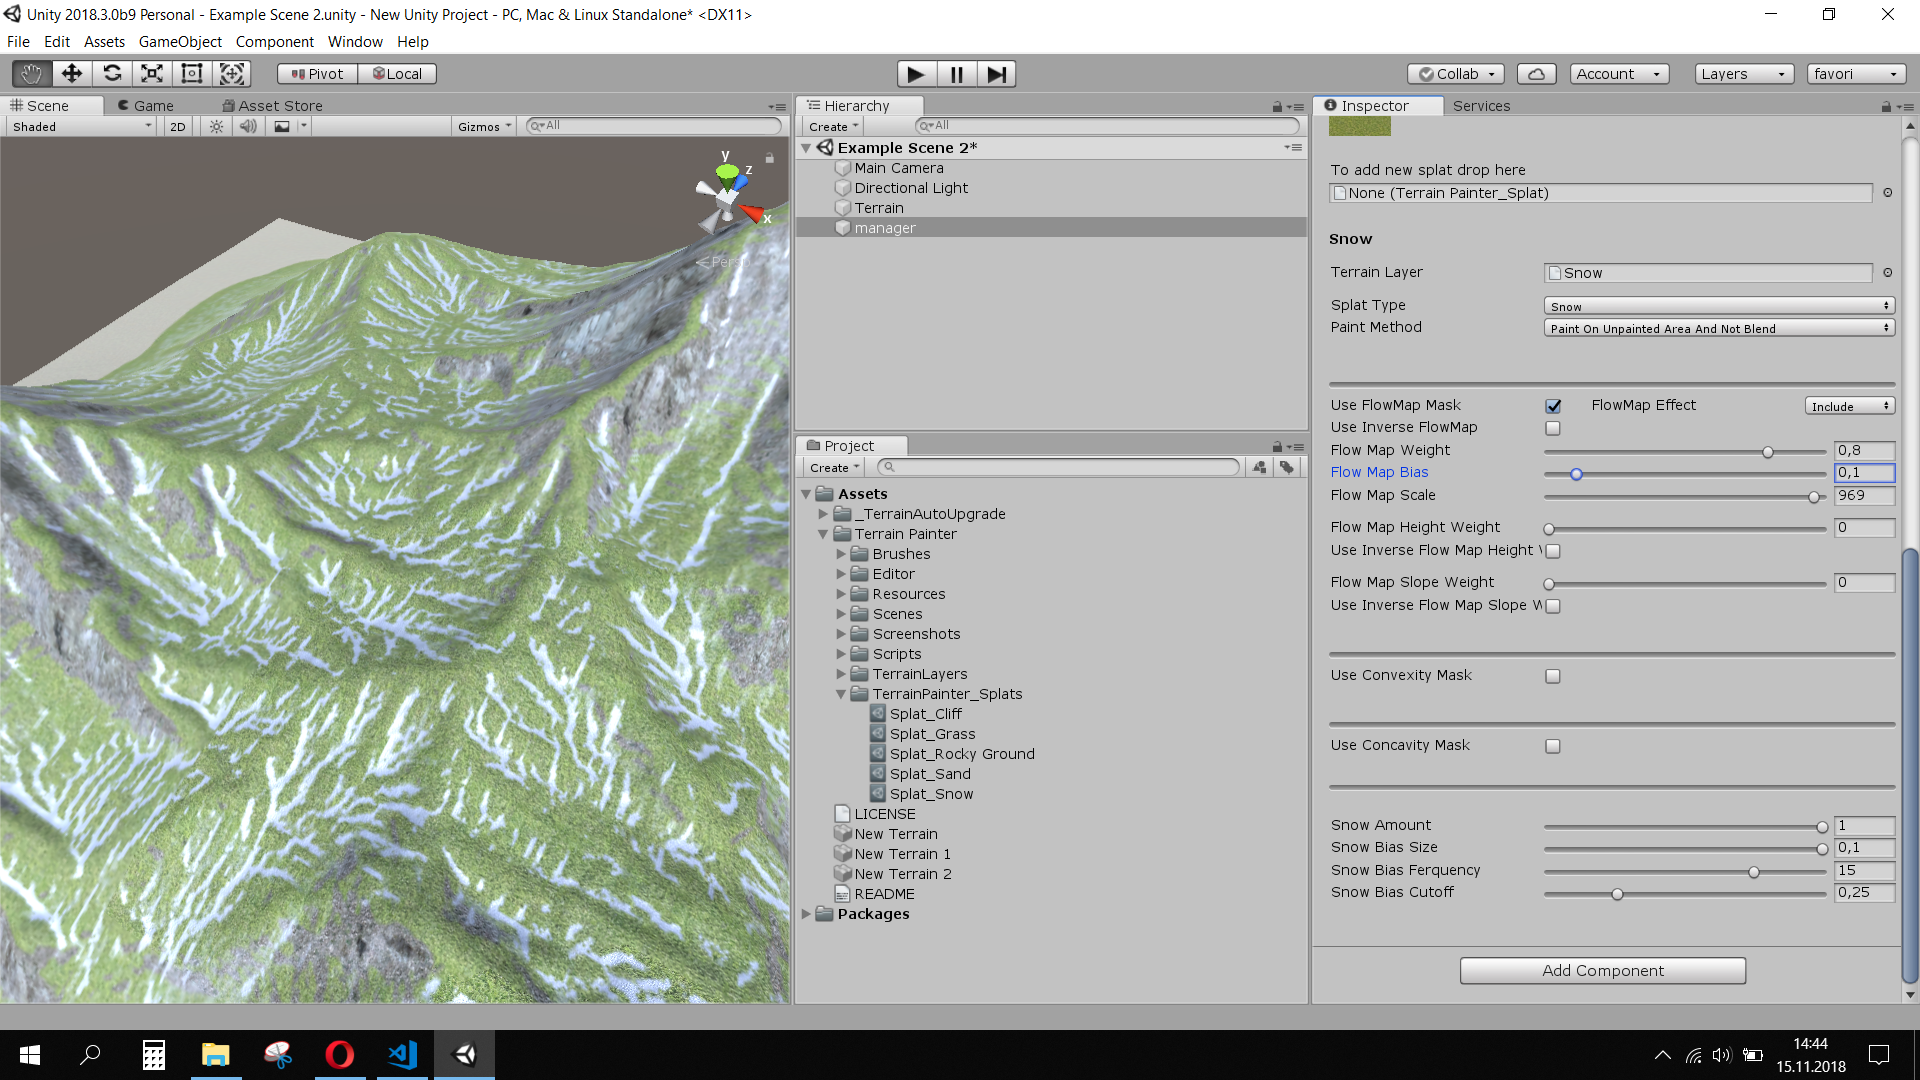 Unity 2018.3.0b9 Personal - Example Scene 2.unity - New Unity Project - PC, Mac & Linux Standalone* <DX11>
File Edit Assets GameObject Component Window Help
Pivot Local Collab Account Layers favori
Scene Game Asset Store
Shaded 2D Gizmos All
y
z
x
Persp
Hierarchy
Create All
Example Scene 2*
Main Camera
Directional Light
Terrain
manager
Project
Create
Assets
_TerrainAutoUpgrade
Terrain Painter
Brushes
Editor
Resources
Scenes
Screenshots
Scripts
TerrainLayers
TerrainPainter_Splats
Splat_Cliff
Splat_Grass
Splat_Rocky Ground
Splat_Sand
Splat_Snow
LICENSE
New Terrain
New Terrain 1
New Terrain 2
README
Packages
Inspector Services
To add new splat drop here
None (Terrain Painter_Splat)
Snow
Terrain Layer Snow
Splat Type Snow
Paint Method Paint On Unpainted Area And Not Blend
Use FlowMap Mask FlowMap Effect Include
Use Inverse FlowMap
Flow Map Weight 0,8
Flow Map Bias 0,1
Flow Map Scale 969
Flow Map Height Weight 0
Use Inverse Flow Map Height
Flow Map Slope Weight 0
Use Inverse Flow Map Slope
Use Convexity Mask
Use Concavity Mask
Snow Amount 1
Snow Bias Size 0,1
Snow Bias Ferquency 15
Snow Bias Cutoff 0,25
Add Component
14:44
15.11.2018